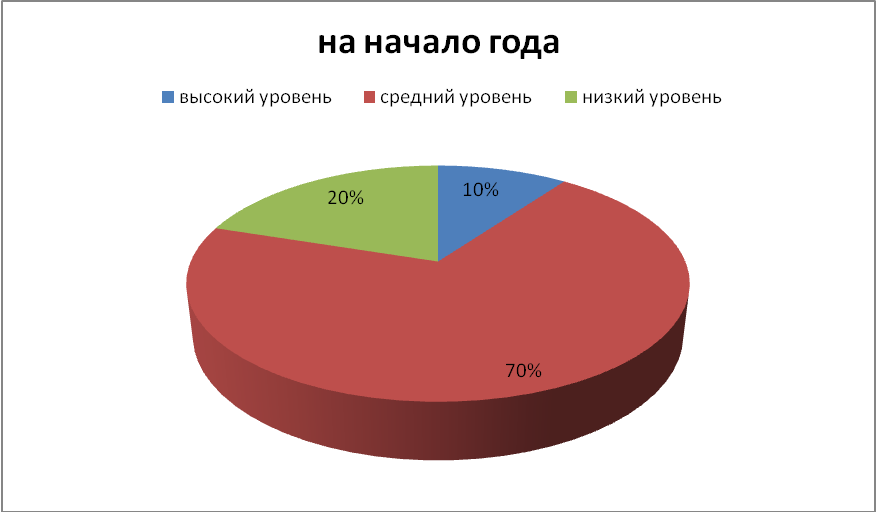 на начало года
высокий уровень средний уровень низкий уровень
10%
20%
70%